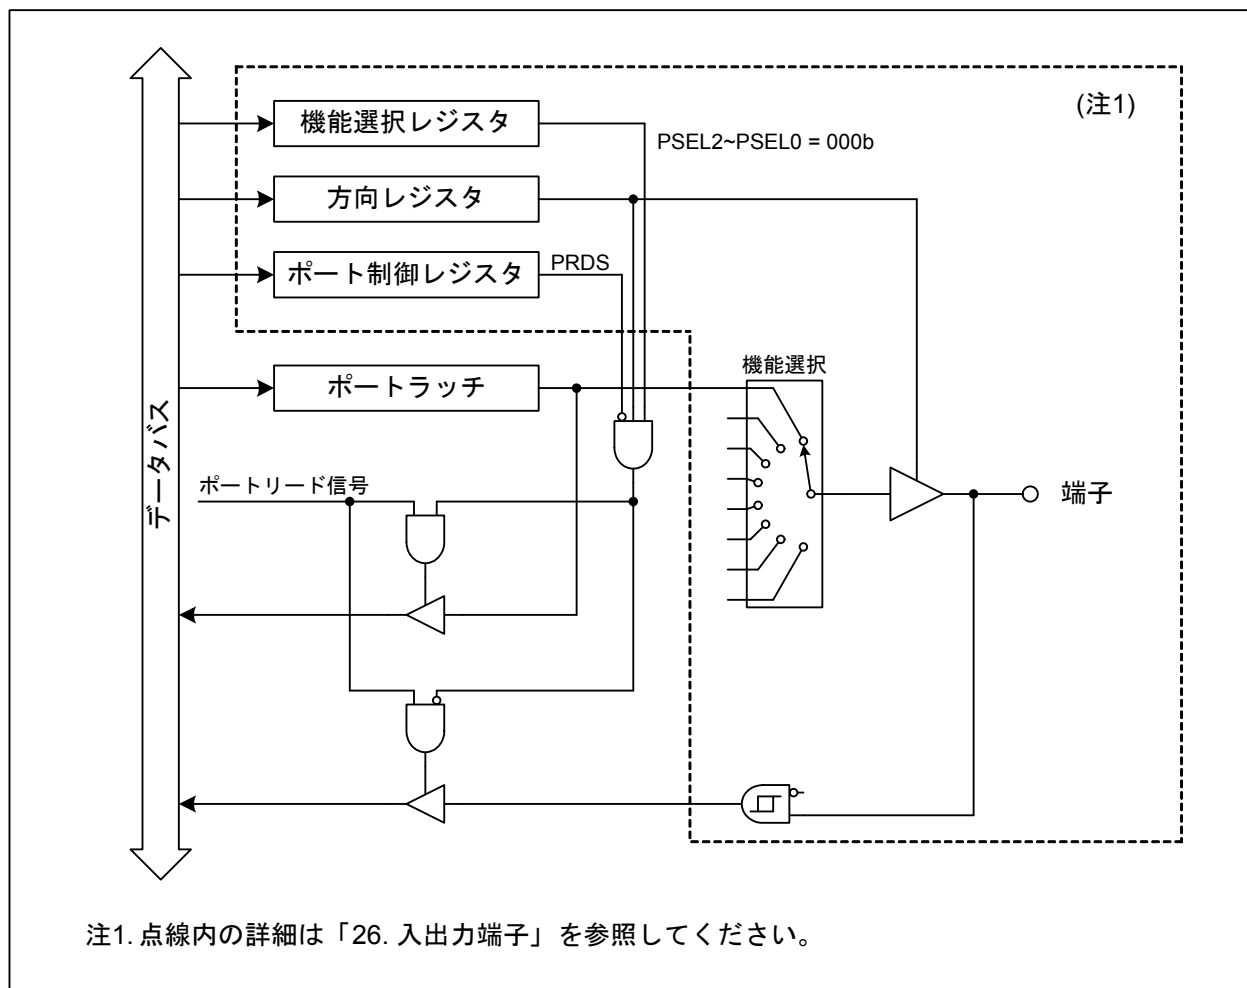 (注1)
機能選択レジスタ
PSEL2~PSEL0 = 000b
方向レジスタ
ポート制御レジスタ
PRDS
機能選択
ポートラッチ
データバス
ポートリード信号
端子
注1. 点線内の詳細は「26. 入出力端子」を参照してください。